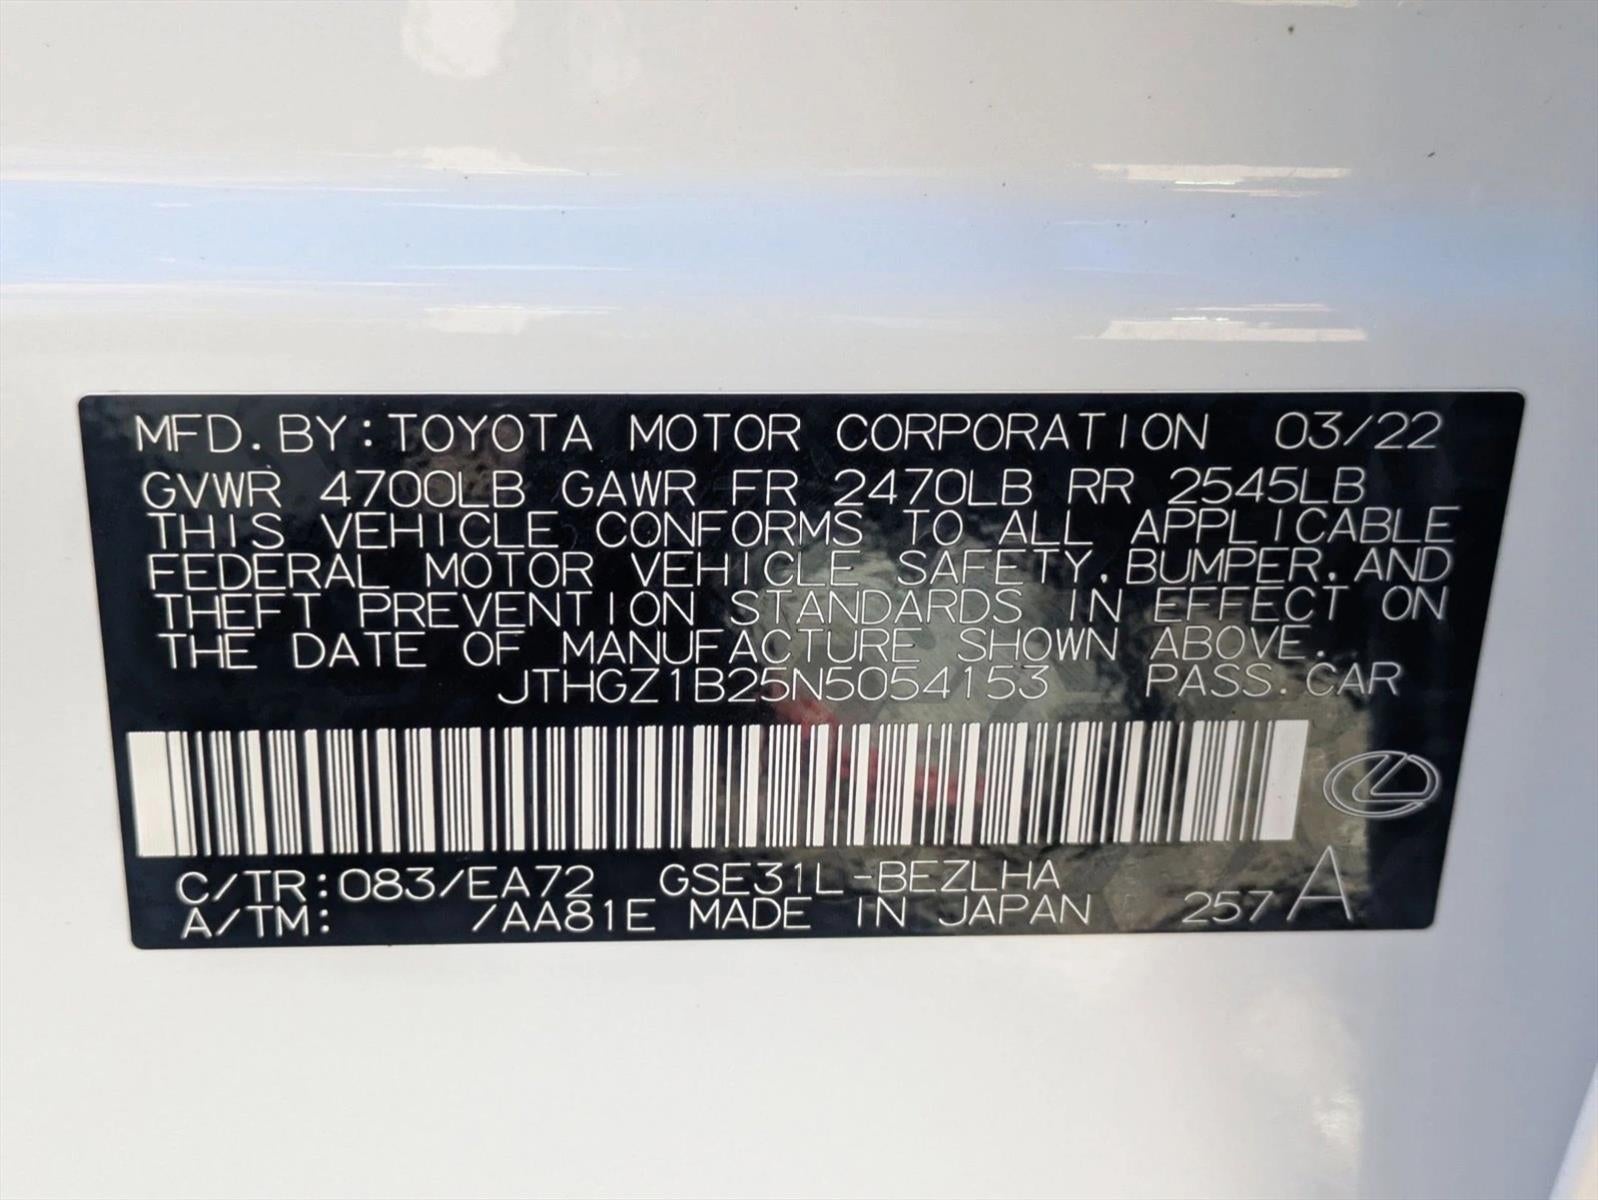 MFD. BY: TOYOTA MOTOR CORPORATION 03/22
GVWR 4700LB GAWR FR 2470LB RR 2545LB
THIS VEHICLE CONFORMS TO ALL APPLICABLE
FEDERAL MOTOR VEHICLE SAFETY, BUMPER, AND
THEFT PREVENTION STANDARDS IN EFFECT ON
THE DATE OF MANUFACTURE SHOWN ABOVE.
JTHGZ1B25N5054153 PASS. CAR
C/TR: 083/EA72 GSE31L-BEZLHA
A/TM: /AA81E MADE IN JAPAN 257 A